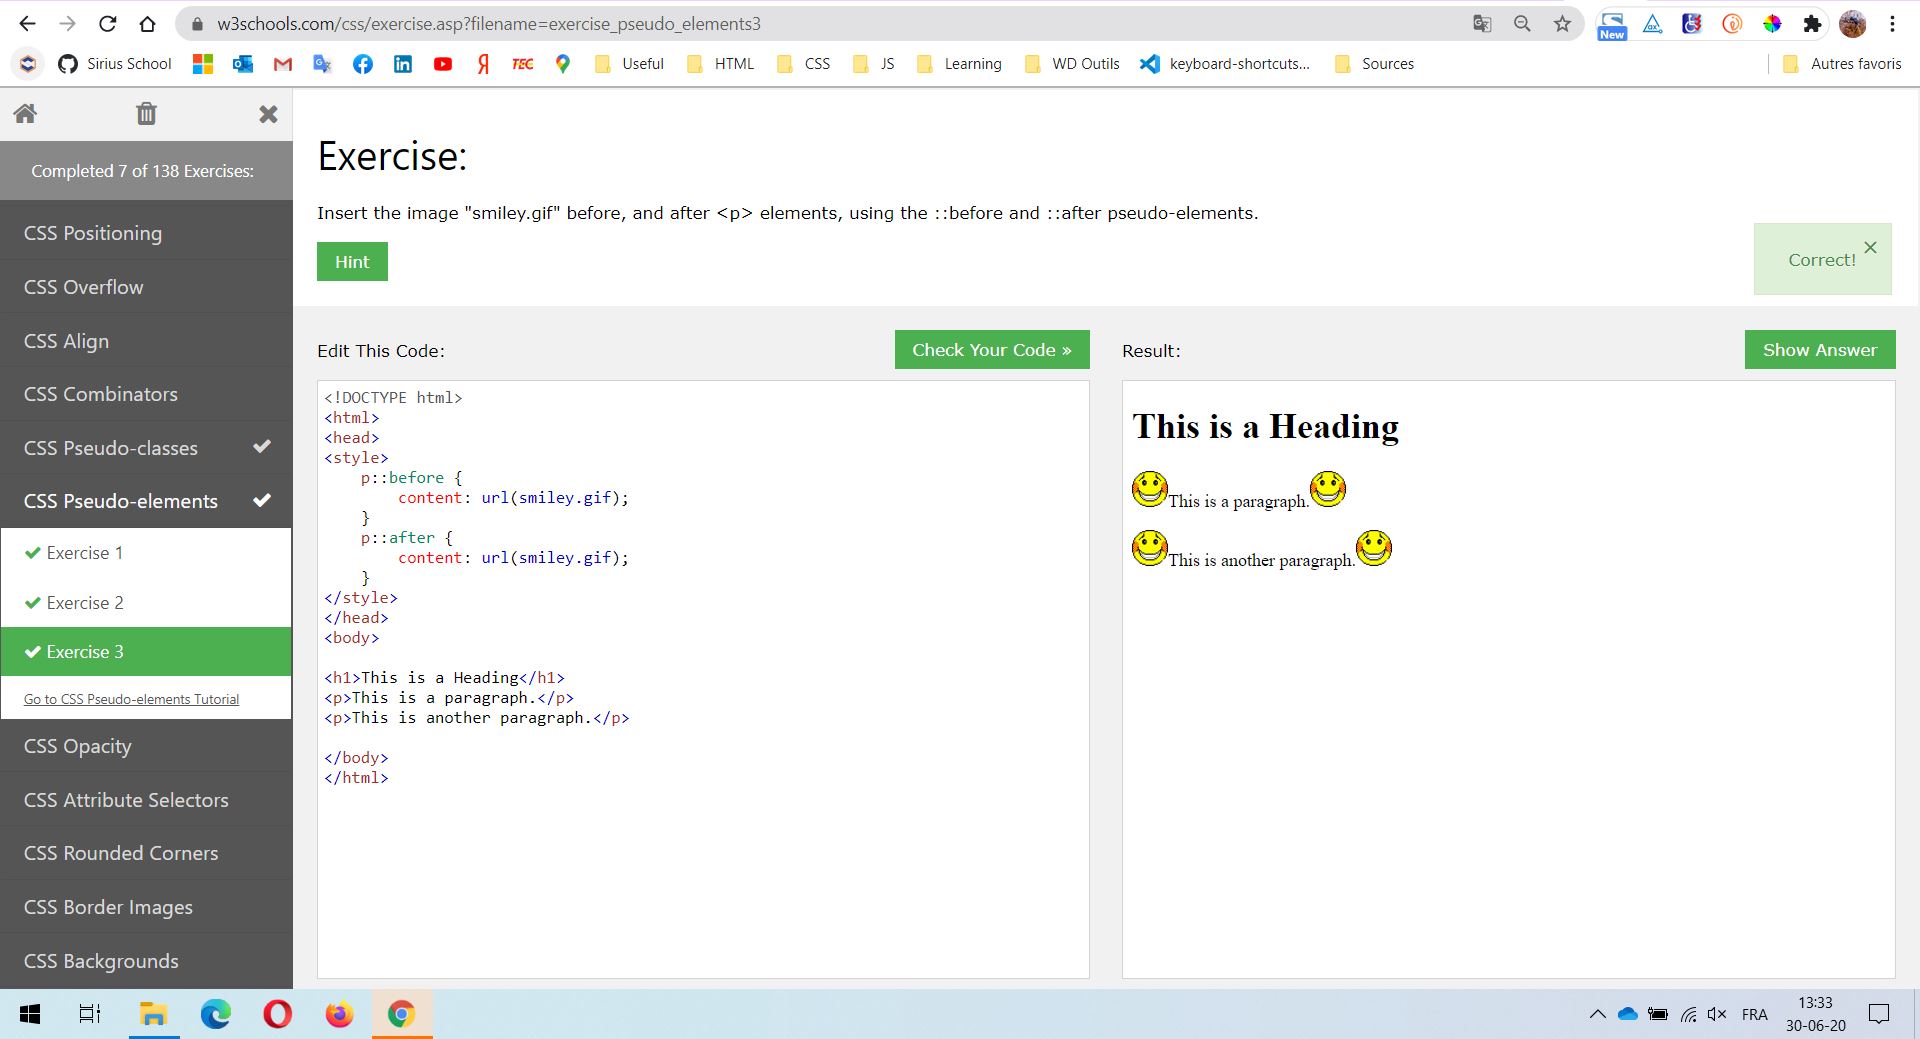 w3schools.com/css/exercise.asp?filename=exercise_pseudo_elements3
New
Sirius School
TEC
Useful
HTML
CSS
JS
Learning
WD Outils
keyboard-shortcuts...
Sources
Autres favoris
Completed 7 of 138 Exercises:
CSS Positioning
CSS Overflow
CSS Align
CSS Combinators
CSS Pseudo-classes
CSS Pseudo-elements
Exercise 1
Exercise 2
Exercise 3
Go to CSS Pseudo-elements Tutorial
CSS Opacity
CSS Attribute Selectors
CSS Rounded Corners
CSS Border Images
CSS Backgrounds
Exercise:
Insert the image "smiley.gif" before, and after <p> elements, using the ::before and ::after pseudo-elements.
Hint
Correct!
Edit This Code:
Check Your Code »
<!DOCTYPE html>
<html>
<head>
<style>
    p::before {
        content: url(smiley.gif);
    }
    p::after {
        content: url(smiley.gif);
    }
</style>
</head>
<body>
<h1>This is a Heading</h1>
<p>This is a paragraph.</p>
<p>This is another paragraph.</p>
</body>
</html>
Result:
Show Answer
This is a Heading
This is a paragraph.
This is another paragraph.
FRA
13:33
30-06-20